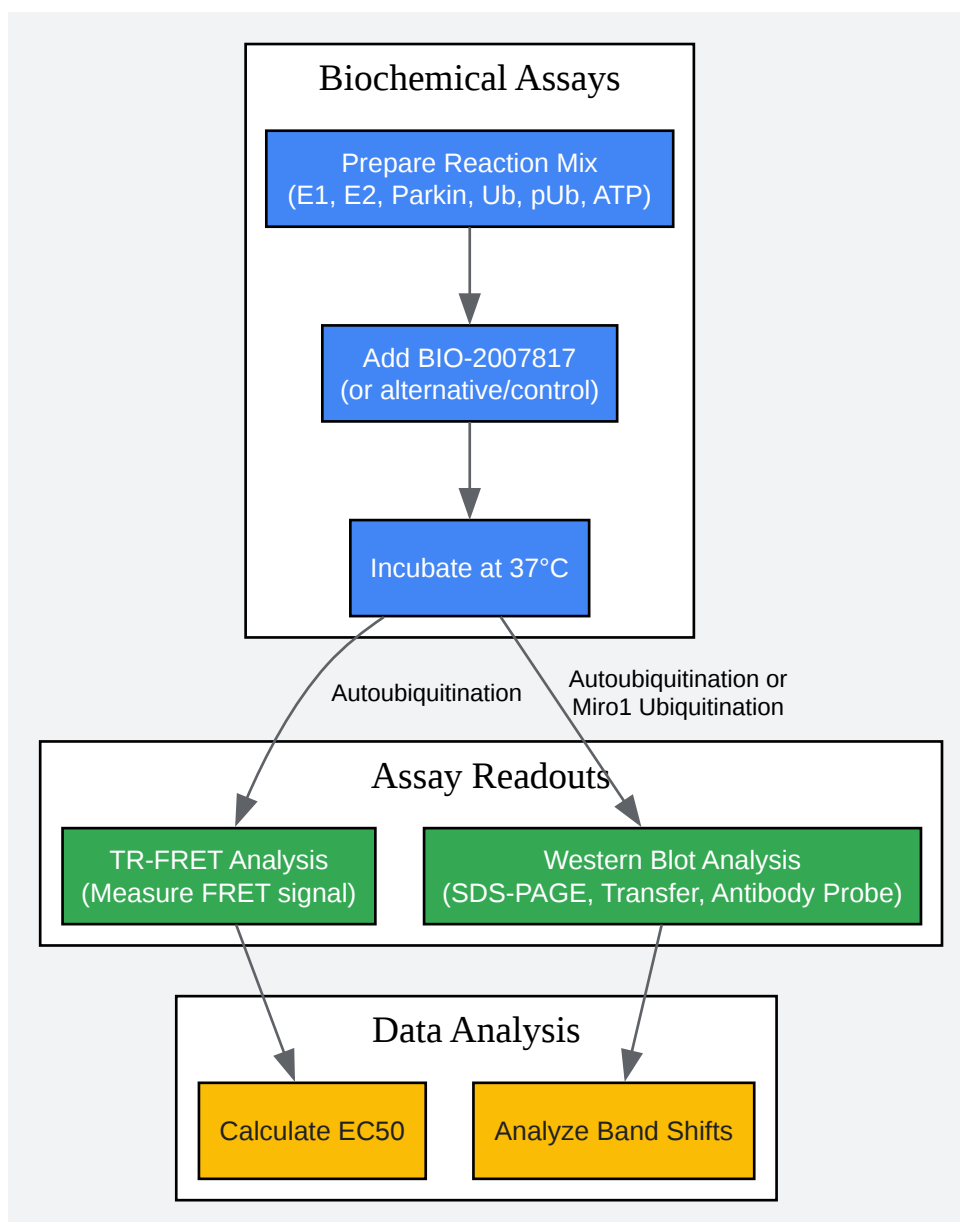 Biochemical Assays
Prepare Reaction Mix
(E1, E2, Parkin, Ub, pUb, ATP)
Add BIO-2007817
(or alternative/control)
Incubate at 37°C
Autoubiquitination
Autoubiquitination or
Miro1 Ubiquitination
Assay Readouts
TR-FRET Analysis
(Measure FRET signal)
Western Blot Analysis
(SDS-PAGE, Transfer, Antibody Probe)
Data Analysis
Calculate EC50
Analyze Band Shifts